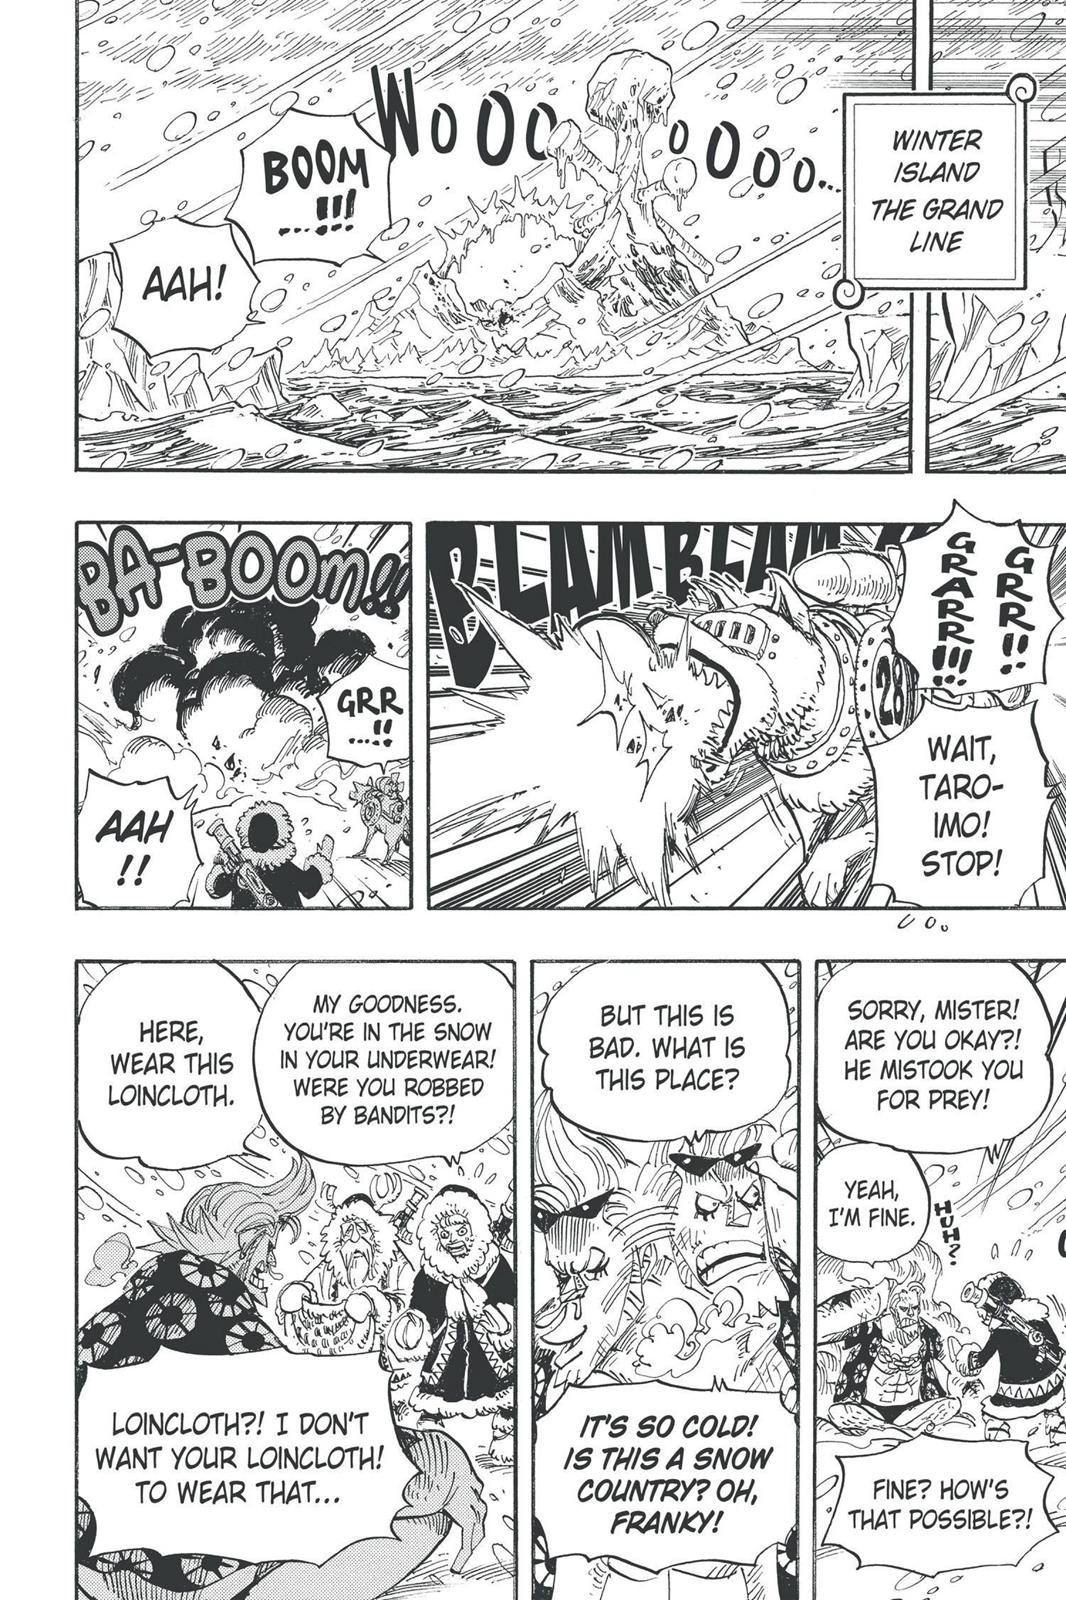 WINTER
ISLAND
THE GRAND
LINE
WOOO
OOOO...
BOOM
...!!!
AAH!
GRR!!..
GRARR!!!..
WAIT,
TARO-
IMO!
STOP!
BLAM BLAM
BA-BOOM!!
GRR
...!!
AAH
!!
SORRY, MISTER!
ARE YOU OKAY?!
HE MISTOOK YOU
FOR PREY!
YEAH,
I'M FINE.
HUH?
FINE? HOW'S
THAT POSSIBLE?!
BUT THIS IS
BAD. WHAT IS
THIS PLACE?
IT'S SO COLD!
IS THIS A SNOW
COUNTRY? OH,
FRANKY!
MY GOODNESS.
YOU'RE IN THE SNOW
IN YOUR UNDERWEAR!
WERE YOU ROBBED
BY BANDITS?!
HERE,
WEAR THIS
LOINCLOTH.
LOINCLOTH?! I DON'T
WANT YOUR LOINCLOTH!
TO WEAR THAT...
28